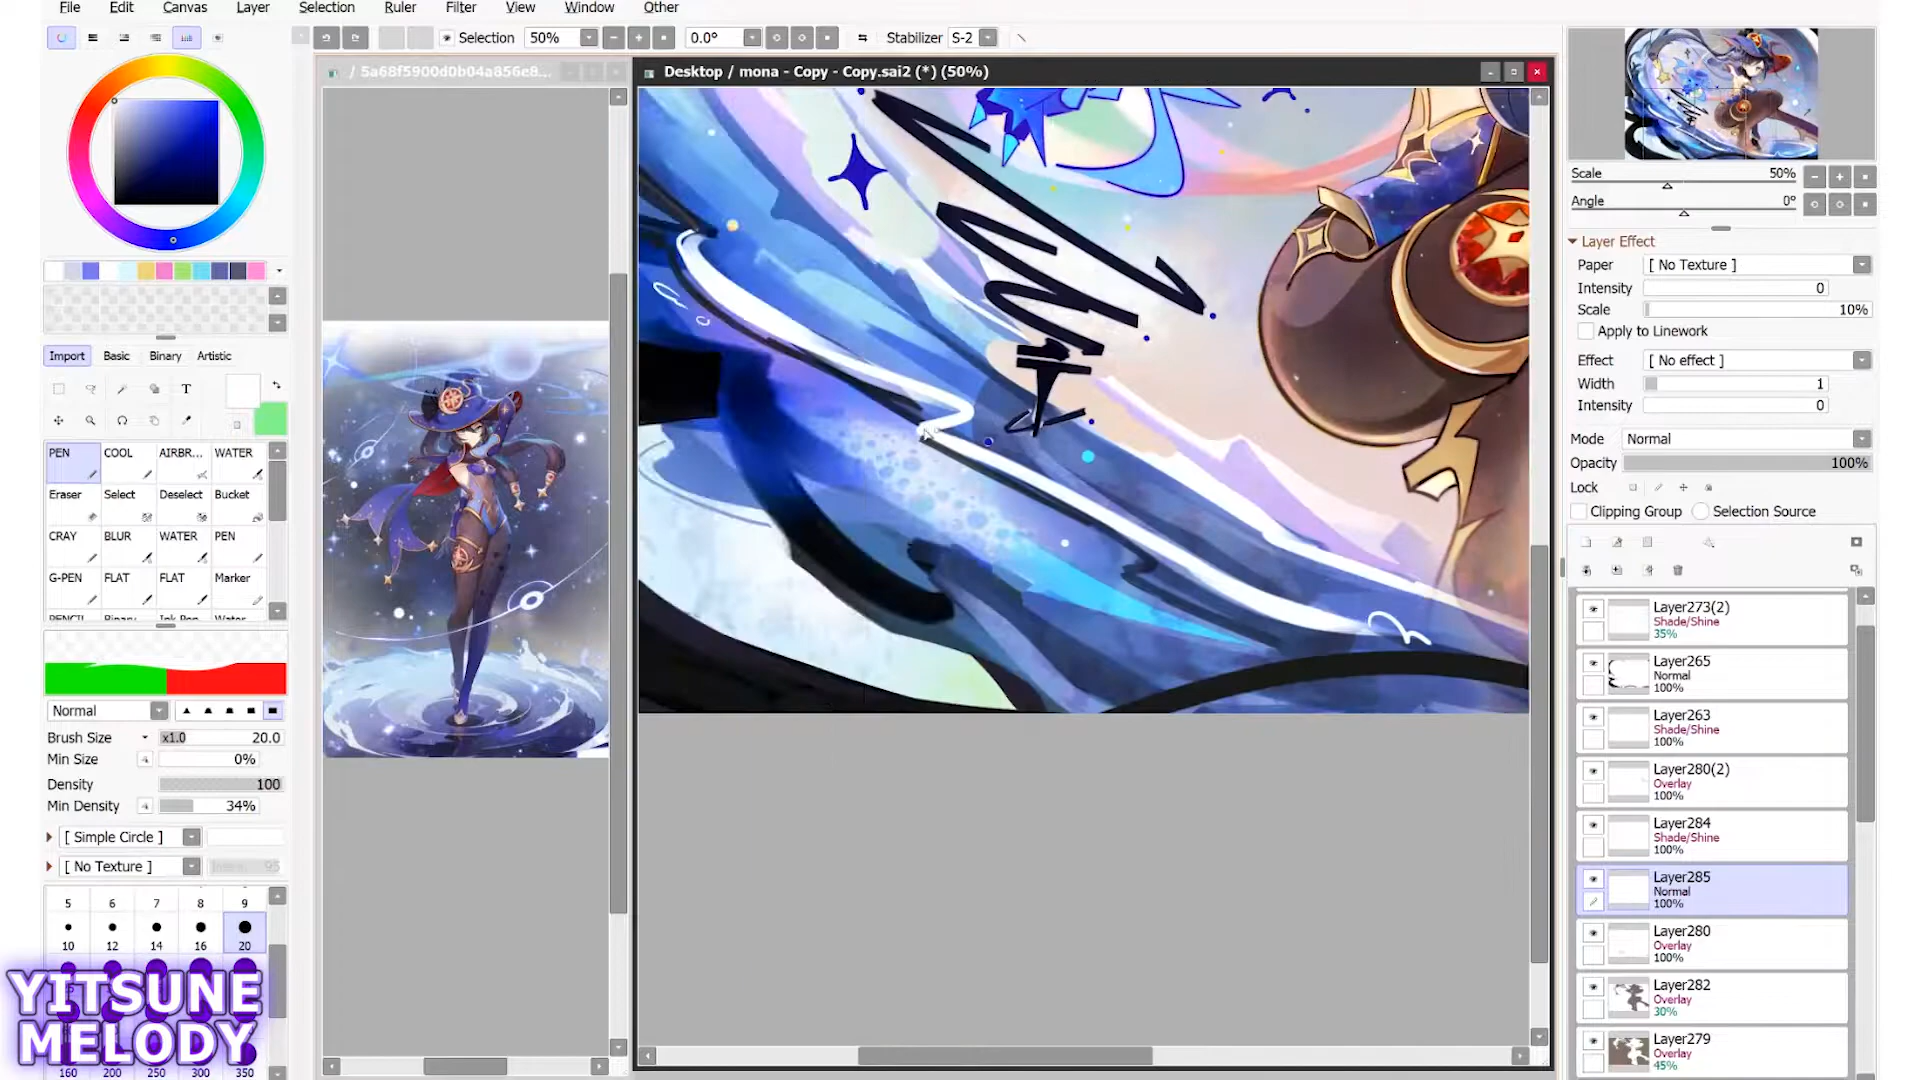 File Edit Canvas Layer Selection Ruler Filter View Window Other
Selection 50% 0.0° Stabilizer S-2
/ 5a68f5900d0b04a856e8...
Desktop / mona - Copy - Copy.sai2 (*) (50%)
Scale 50%
Angle 0°
Layer Effect
Paper [ No Texture ]
Intensity 0
Scale 10%
Apply to Linework
Effect [ No effect ]
Width 1
Intensity 0
Mode Normal
Opacity 100%
Lock
Clipping Group Selection Source
Layer273(2)
Shade/Shine
35%
Layer265
Normal
100%
Layer263
Shade/Shine
100%
Layer280(2)
Overlay
100%
Layer284
Shade/Shine
100%
Layer285
Normal
100%
Layer280
Overlay
100%
Layer282
Overlay
30%
Layer279
Overlay
45%
Import Basic Binary Artistic
T
PEN COOL AIRBR... WATER
Eraser Select Deselect Bucket
CRAY BLUR WATER PEN
G-PEN FLAT FLAT Marker
PENCIL Binary Ink Pen Water
Normal
Brush Size x1.0 20.0
Min Size 0%
Density 100
Min Density 34%
[ Simple Circle ]
[ No Texture ] 95
5 6 7 8 9
10 12 14 16 20
160 200 250 300 350
YITSUNE
MELODY